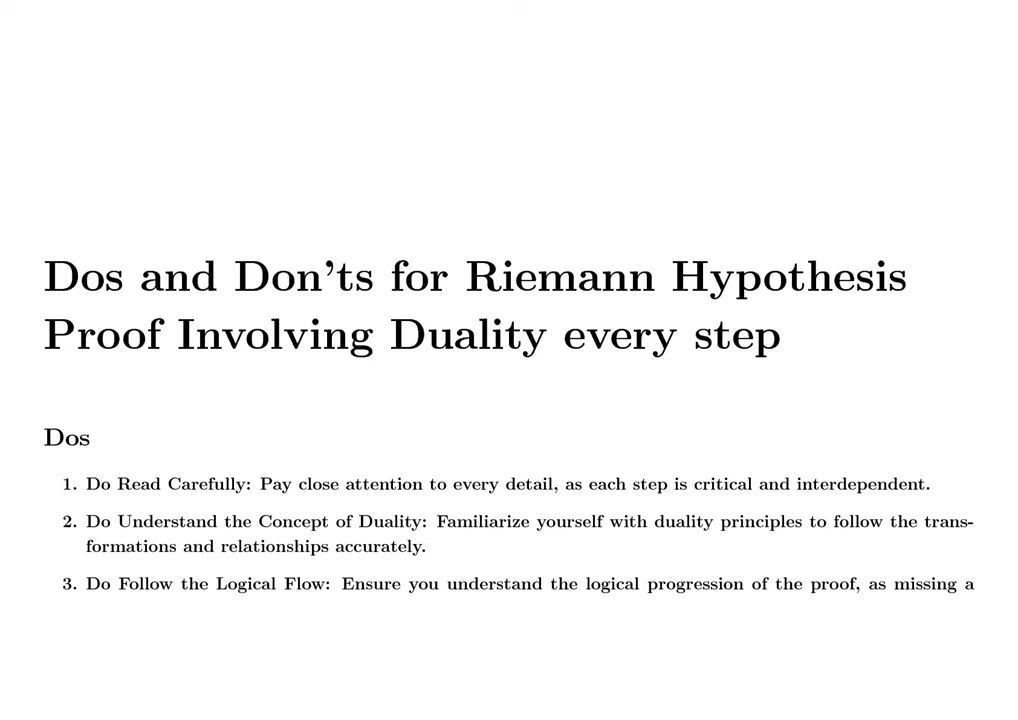 Dos and Don'ts for Riemann Hypothesis
Proof Involving Duality every step
Dos
1. Do Read Carefully: Pay close attention to every detail, as each step is critical and interdependent.
2. Do Understand the Concept of Duality: Familiarize yourself with duality principles to follow the trans-
formations and relationships accurately.
3. Do Follow the Logical Flow: Ensure you understand the logical progression of the proof, as missing a